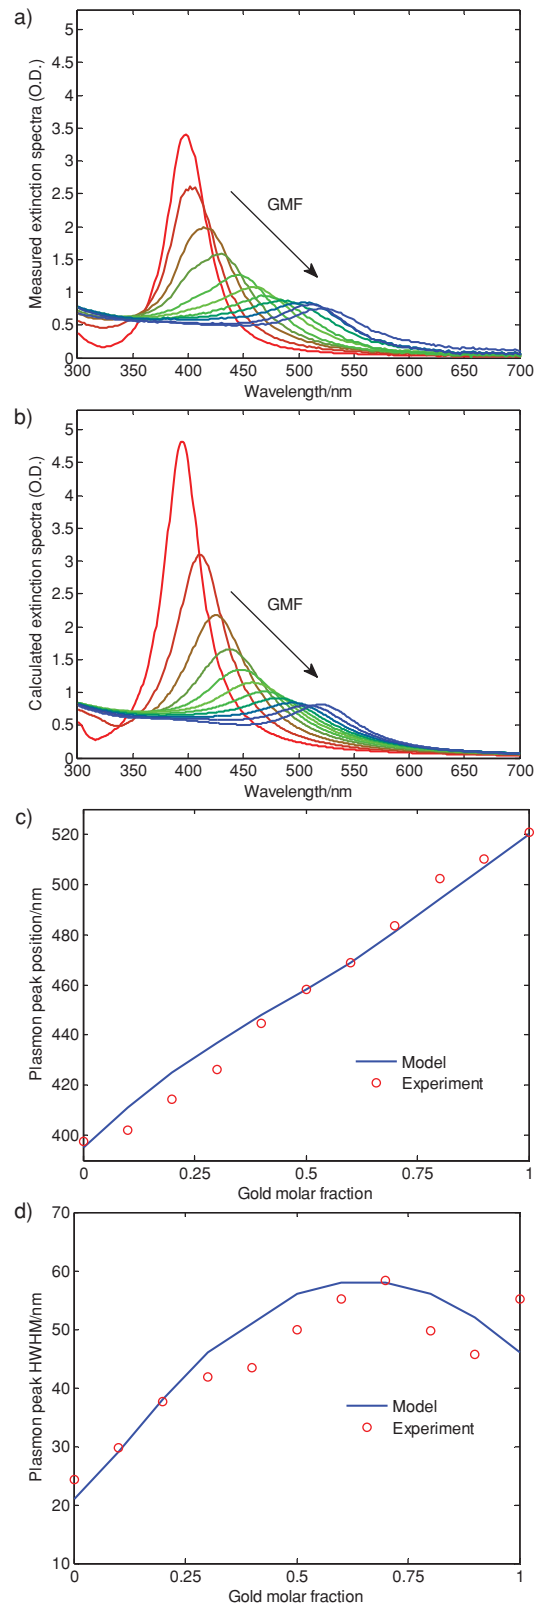 a)
Measured extinction spectra (O.D.)
5
4.5
4
3.5
3
2.5
2
1.5
1
0.5
0
GMF
300 350 400 450 500 550 600 650 700
Wavelength/nm
b)
Calculated extinction spectra (O.D.)
5
4.5
4
3.5
3
2.5
2
1.5
1
0.5
0
GMF
300 350 400 450 500 550 600 650 700
Wavelength/nm
c)
Plasmon peak position/nm
520
500
480
460
440
420
400
Model
Experiment
0 0.25 0.5 0.75 1
Gold molar fraction
d)
Plasmon peak HWHM/nm
70
60
50
40
30
20
10
Model
Experiment
0 0.25 0.5 0.75 1
Gold molar fraction